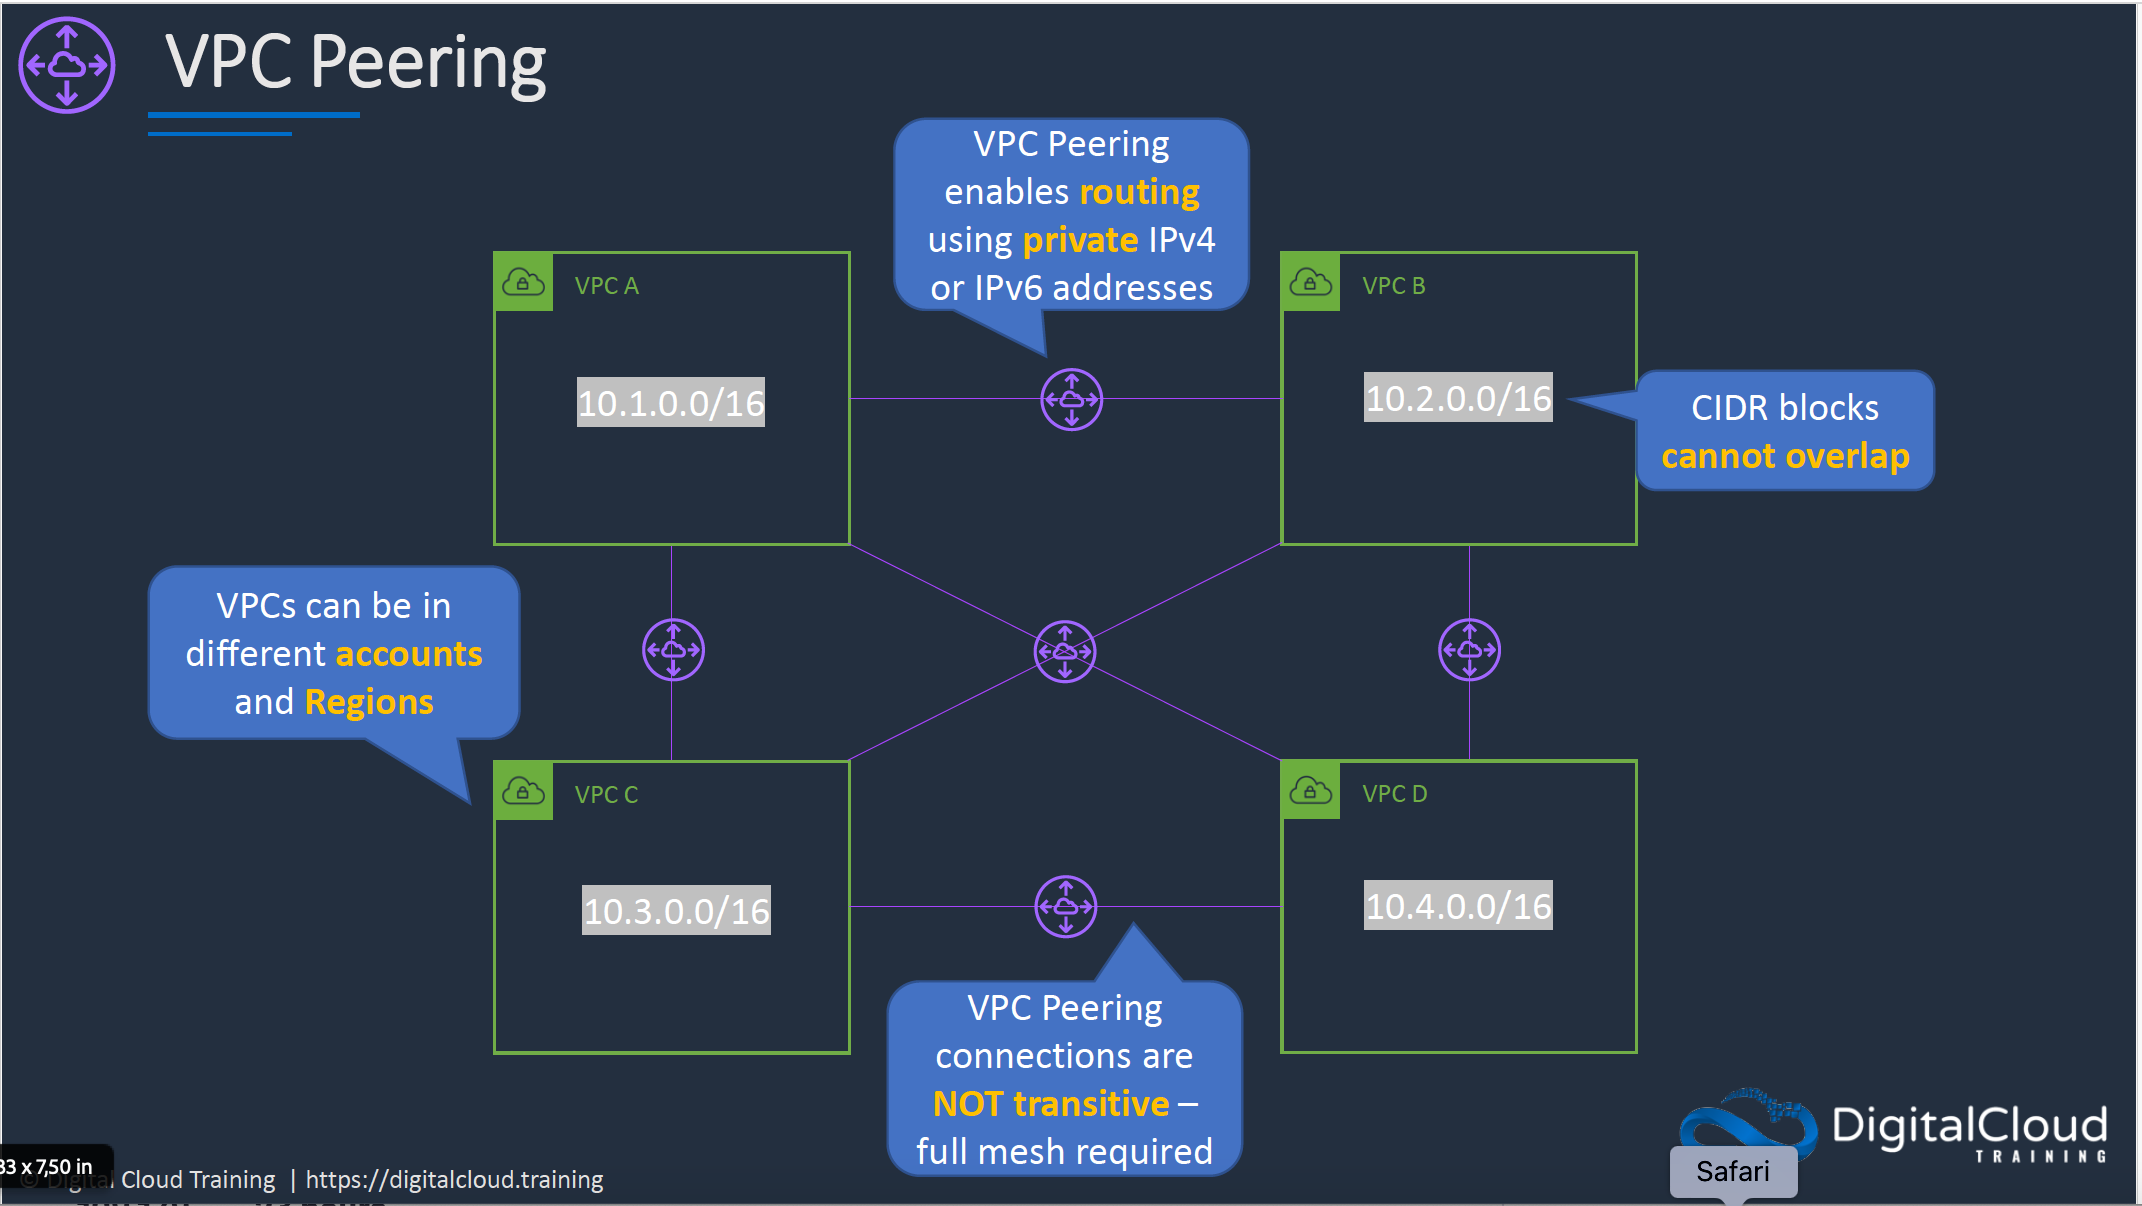 VPC Peering
VPC Peering
enables routing
using private IPv4
or IPv6 addresses
VPC A
VPC B
10.1.0.0/16
10.2.0.0/16
CIDR blocks
cannot overlap
VPCs can be in
different accounts
and Regions
VPC C
VPC D
10.3.0.0/16
10.4.0.0/16
VPC Peering
connections are
NOT transitive –
full mesh required
DigitalCloud
TRAINING
Safari
33 x 7,50 in
© Digital Cloud Training | https://digitalcloud.training